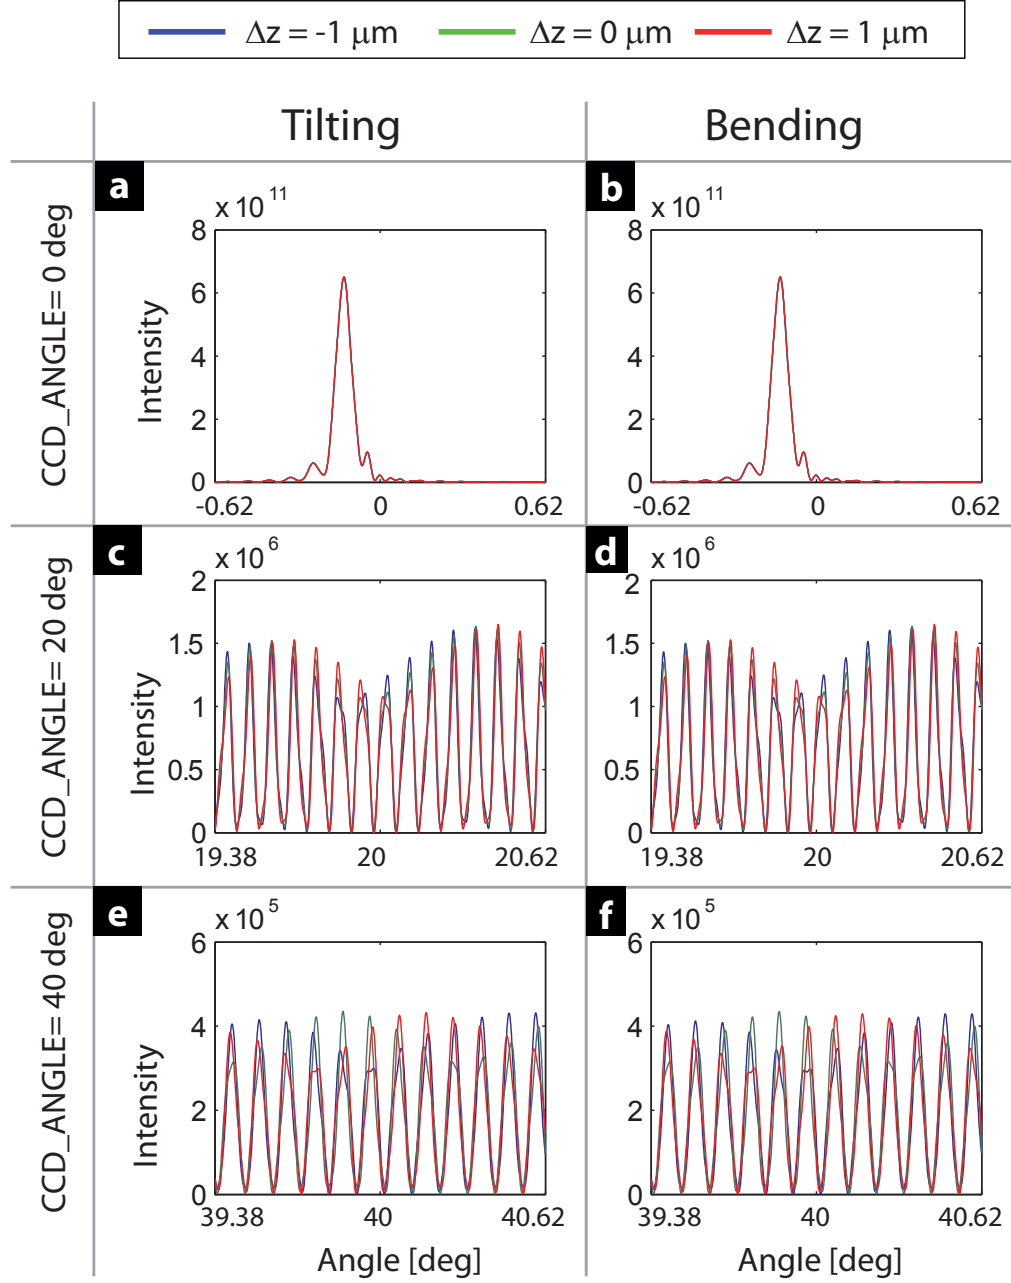 Δz = -1 μm Δz = 0 μm Δz = 1 μm
Tilting Bending
CCD_ANGLE= 0 deg
a
x 10 11
8
6
4
2
0
Intensity
-0.62 0 0.62
b
x 10 11
8
6
4
2
0
-0.62 0 0.62
CCD_ANGLE= 20 deg
c
x 10 6
2
1.5
1
0.5
0
Intensity
19.38 20 20.62
d
x 10 6
2
1.5
1
0.5
0
19.38 20 20.62
CCD_ANGLE= 40 deg
e
x 10 5
6
4
2
0
Intensity
39.38 40 40.62
Angle [deg]
f
x 10 5
6
4
2
0
39.38 40 40.62
Angle [deg]